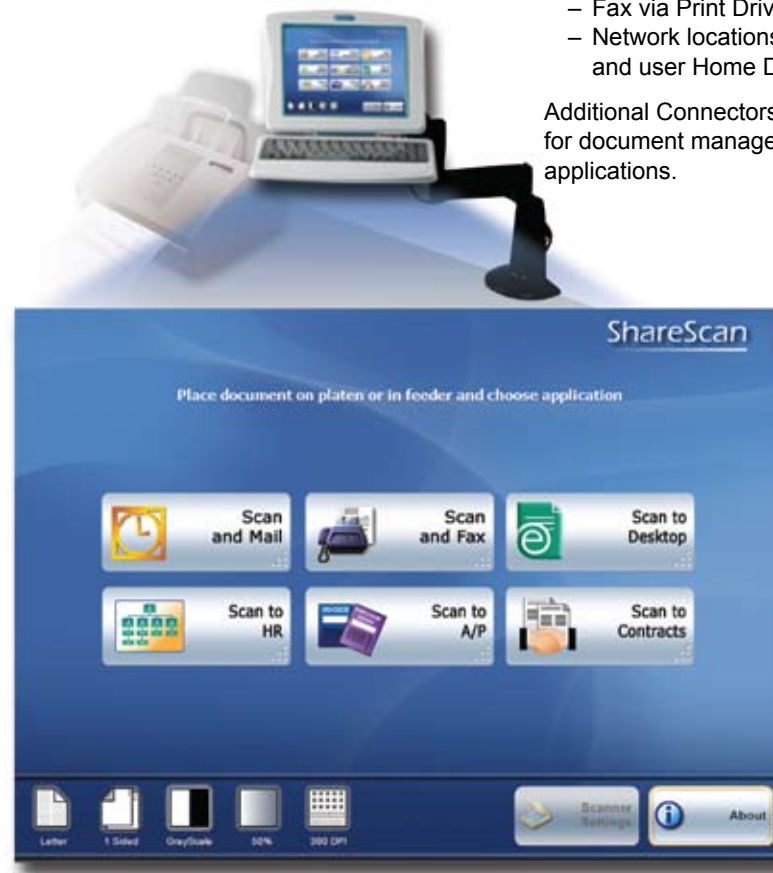 – Fax via Print Driv
– Network locations
and user Home D
Additional Connectors
for document manage
applications.
ShareScan
Place document on platen or in feeder and choose application
Scan
and Mail
Scan
and Fax
Scan to
Desktop
Scan to
HR
Scan to
A/P
Scan to
Contracts
Letter
1 Sided
GrayScale
50%
300 DPI
Scanner
Settings
About